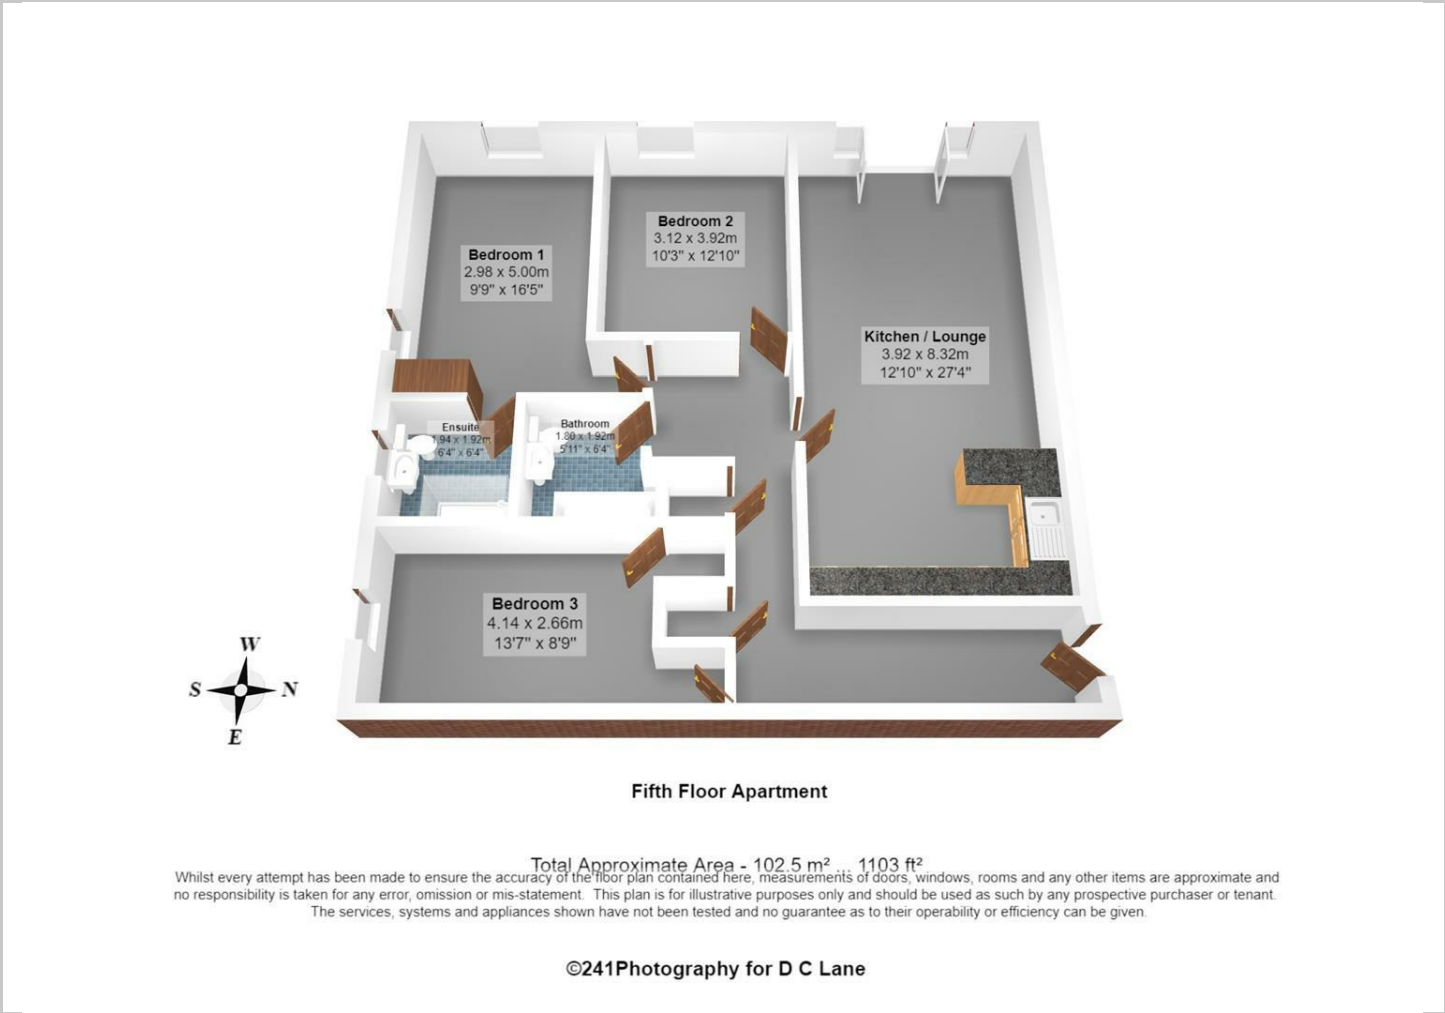 Bedroom 1
2.98 x 5.00m
9'9" x 16'5"
Bedroom 2
3.12 x 3.92m
10'3" x 12'10"
Kitchen / Lounge
3.92 x 8.32m
12'10" x 27'4"
Ensuite
1.94 x 1.92m
6'4" x 6'4"
Bathroom
1.80 x 1.92m
5'11" x 6'4"
Bedroom 3
4.14 x 2.66m
13'7" x 8'9"
W
S N
E
Fifth Floor Apartment
Total Approximate Area - 102.5 m² ... 1103 ft²
Whilst every attempt has been made to ensure the accuracy of the floor plan contained here, measurements of doors, windows, rooms and any other items are approximate and
no responsibility is taken for any error, omission or mis-statement. This plan is for illustrative purposes only and should be used as such by any prospective purchaser or tenant.
The services, systems and appliances shown have not been tested and no guarantee as to their operability or efficiency can be given.
©241Photography for D C Lane